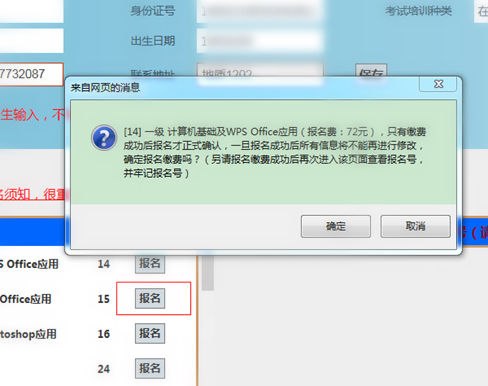 身份证号
考试培训种类
在
出生日期
7732087
联系地址
地质1202
保存
来自网页的消息
生输入，不
[14] 一级 计算机基础及WPS Office应用（报名费：72元），只有缴费
成功后报名才正式确认，一旦报名成功后所有信息将不能再进行修改，
确定报名缴费吗？（另请报名缴费成功后再次进入该页面查看报名号，
并牢记报名号）
须知，很重
确定
取消
（请
S Office应用 14 报名
Office应用 15 报名
otoshop应用 16 报名
24 报名